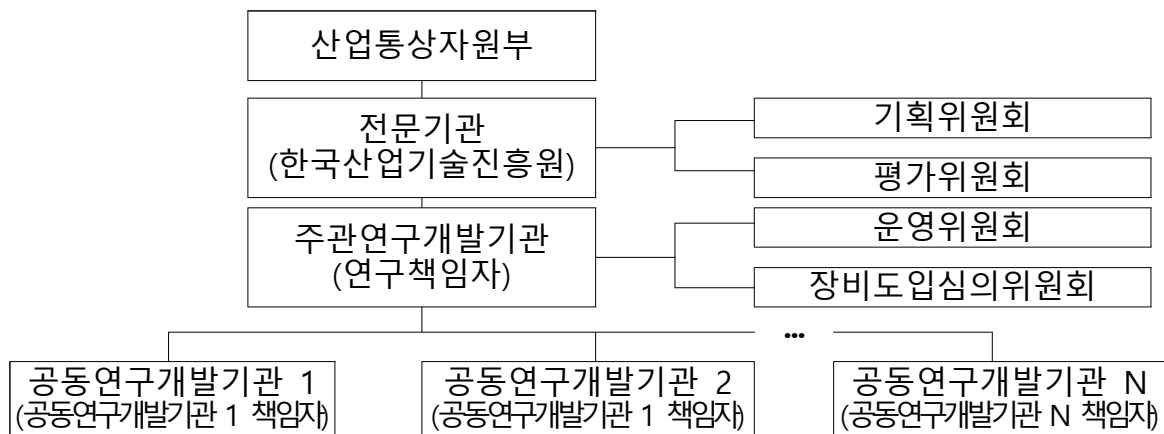 산업통상자원부
전문기관
(한국산업기술진흥원)
기획위원회
평가위원회
주관연구개발기관
(연구책임자)
운영위원회
장비도입심의위원회
...
공동연구개발기관 1
(공동연구개발기관 1 책임자)
공동연구개발기관 2
(공동연구개발기관 1 책임자)
공동연구개발기관 N
(공동연구개발기관 N 책임자)